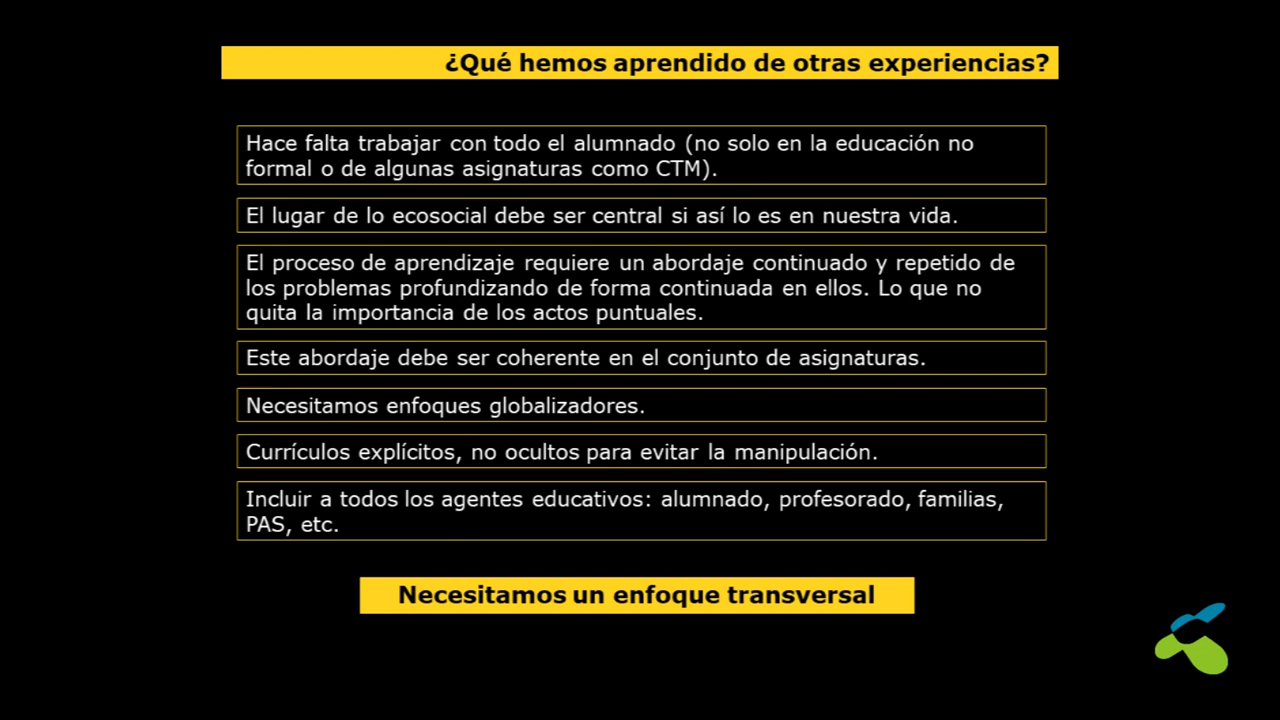 ¿Qué hemos aprendido de otras experiencias?
Hace falta trabajar con todo el alumnado (no solo en la educación no
formal o de algunas asignaturas como CTM).
El lugar de lo ecosocial debe ser central si así lo es en nuestra vida.
El proceso de aprendizaje requiere un abordaje continuado y repetido de
los problemas profundizando de forma continuada en ellos. Lo que no
quita la importancia de los actos puntuales.
Este abordaje debe ser coherente en el conjunto de asignaturas.
Necesitamos enfoques globalizadores.
Currículos explícitos, no ocultos para evitar la manipulación.
Incluir a todos los agentes educativos: alumnado, profesorado, familias,
PAS, etc.
Necesitamos un enfoque transversal